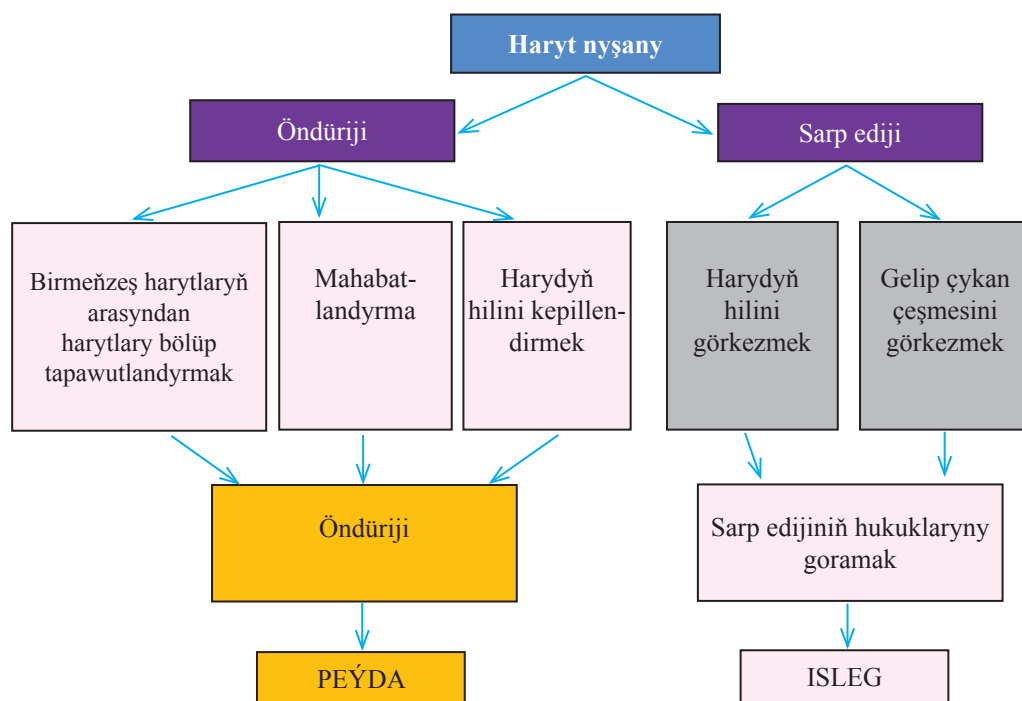 Haryt nyşany
Öndüriji
Sarp ediji
Birmeňzeş harytlaryň
arasyndan
harytlary bölüp
tapawutlandyrmak
Mahabat-
landyrma
Harydyň
hilini kepillen-
dirmek
Harydyň
hilini
görkezmek
Gelip çykan
çeşmesini
görkezmek
Öndüriji
Sarp edijiniň hukuklaryny
goramak
PEÝDA
ISLEG